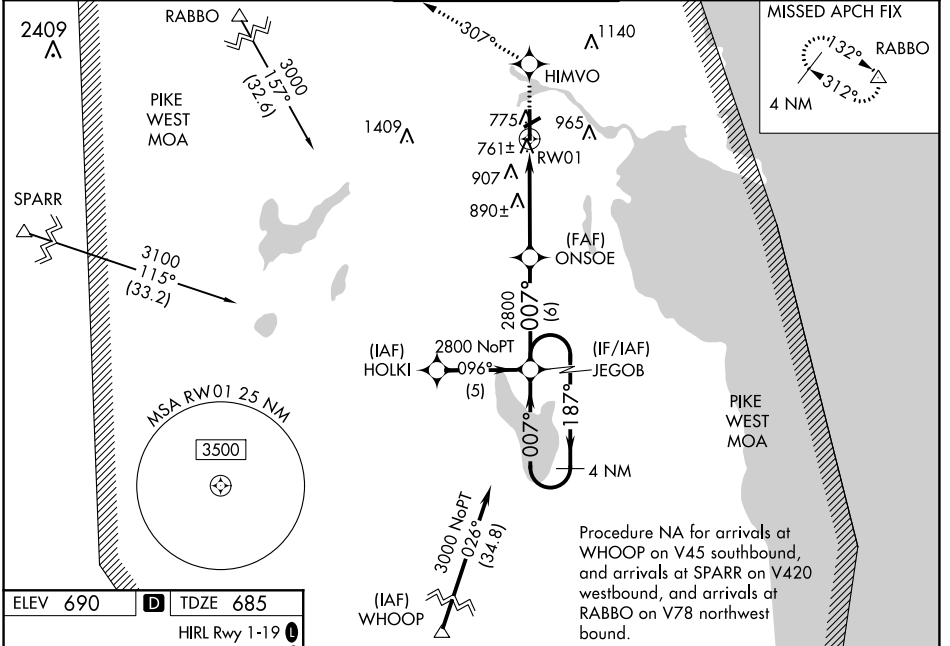 2409
RABBO
3000
157°
(32.6)
PIKE
WEST
MOA
307°
1140
HIMVO
MISSED APCH FIX
132°
RABBO
312°
4 NM
1409
775
965
761±
RW01
907
890±
SPARR
3100
115°
(33.2)
(FAF)
ONSOE
2800
007°
(6)
(IAF)
HOLKI
2800 NoPT
096°
(5)
(IF/IAF)
JEGOB
187°
007°
4 NM
MSA RW01 25 NM
3500
PIKE
WEST
MOA
3000 NoPT
026°
(34.8)
(IAF)
WHOOP
Procedure NA for arrivals at
WHOOP on V45 southbound,
and arrivals at SPARR on V420
westbound, and arrivals at
RABBO on V78 northwest
bound.
ELEV 690
D
TDZE 685
HIRL Rwy 1-19 L